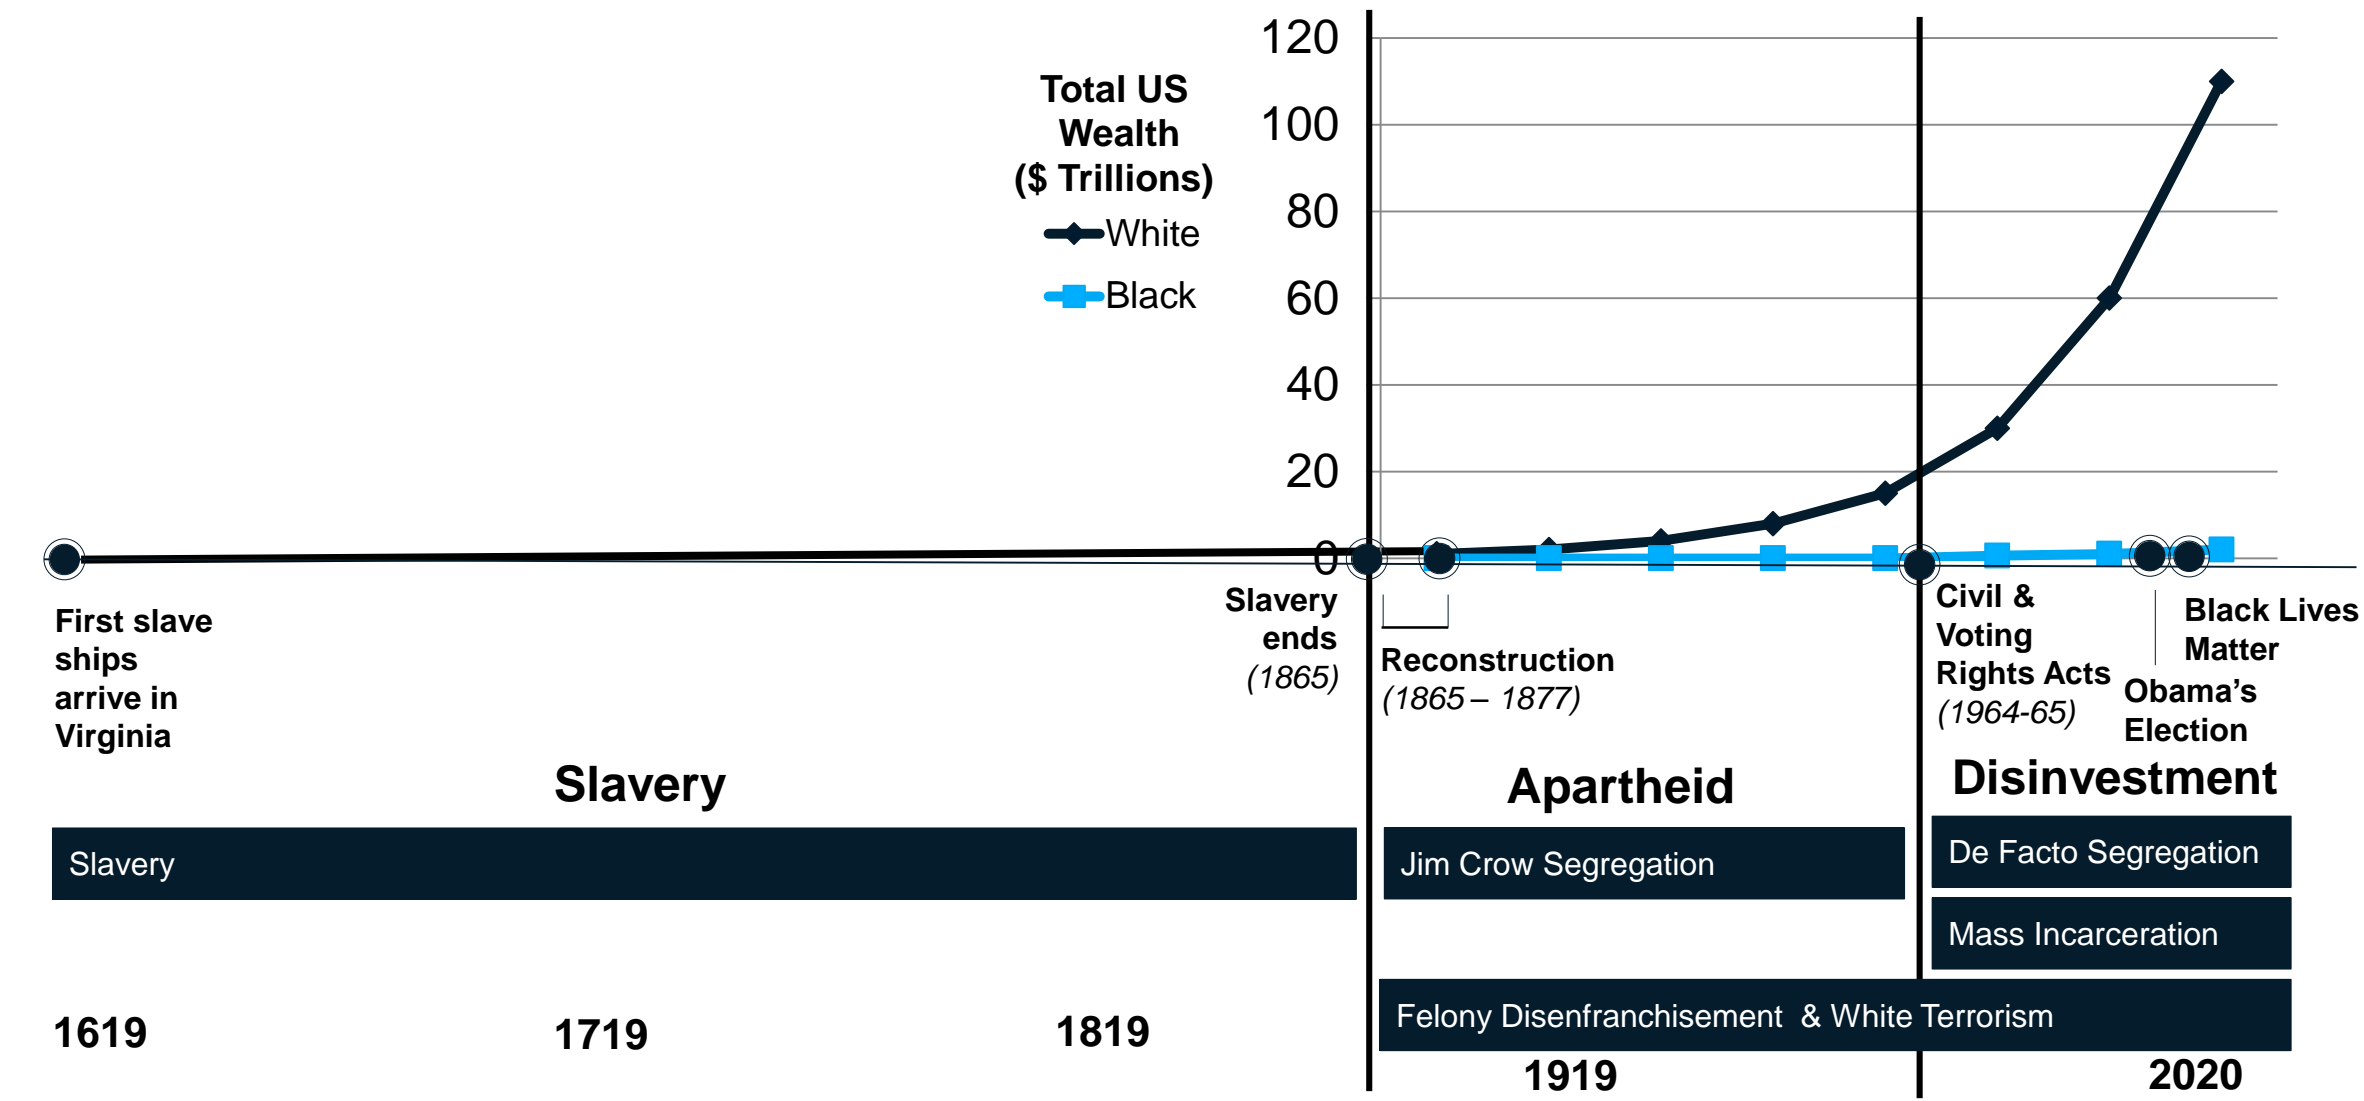 120
100
80
60
40
20
0
Total US
Wealth
($ Trillions)
White
Black
First slave
ships
arrive in
Virginia
Slavery
ends
(1865)
Reconstruction
(1865 – 1877)
Civil &
Voting
Rights Acts
(1964-65)
Obama’s
Election
Black Lives
Matter
Slavery
Apartheid
Disinvestment
Slavery
Jim Crow Segregation
De Facto Segregation
Mass Incarceration
Felony Disenfranchisement & White Terrorism
1619
1719
1819
1919
2020